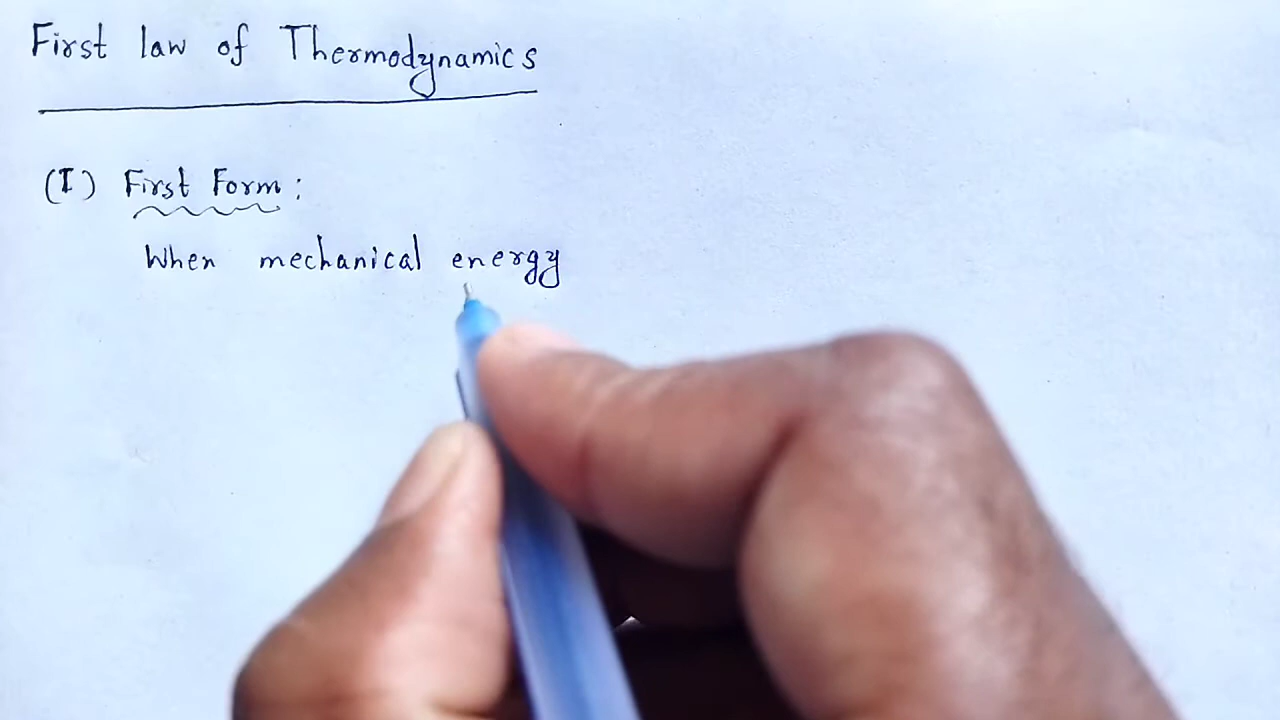 First law of Thermodynamics
(I) First Form :
When mechanical energy